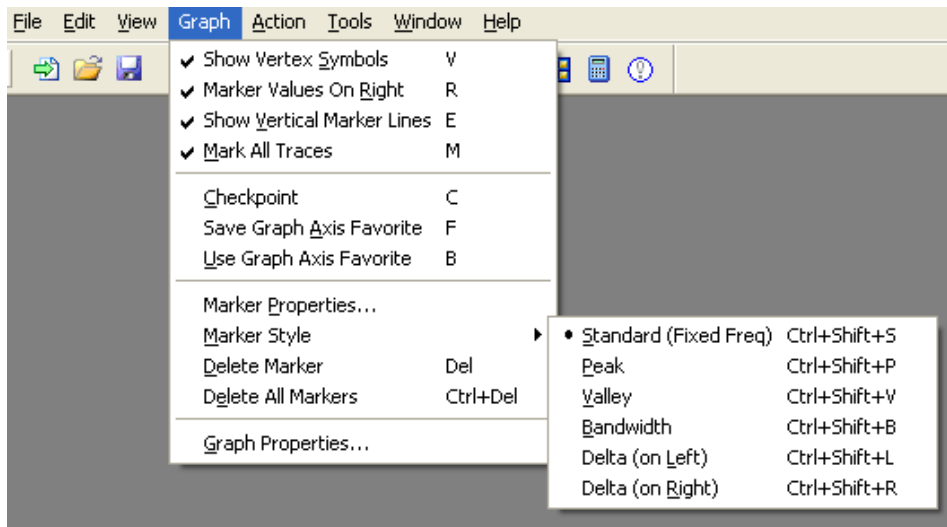 File Edit View Graph Action Tools Window Help
Show Vertex Symbols V
Marker Values On Right R
Show Vertical Marker Lines E
Mark All Traces M
Checkpoint C
Save Graph Axis Favorite F
Use Graph Axis Favorite B
Marker Properties...
Marker Style
Delete Marker Del
Delete All Markers Ctrl+Del
Graph Properties...
Standard (Fixed Freq) Ctrl+Shift+S
Peak Ctrl+Shift+P
Valley Ctrl+Shift+V
Bandwidth Ctrl+Shift+B
Delta (on Left) Ctrl+Shift+L
Delta (on Right) Ctrl+Shift+R